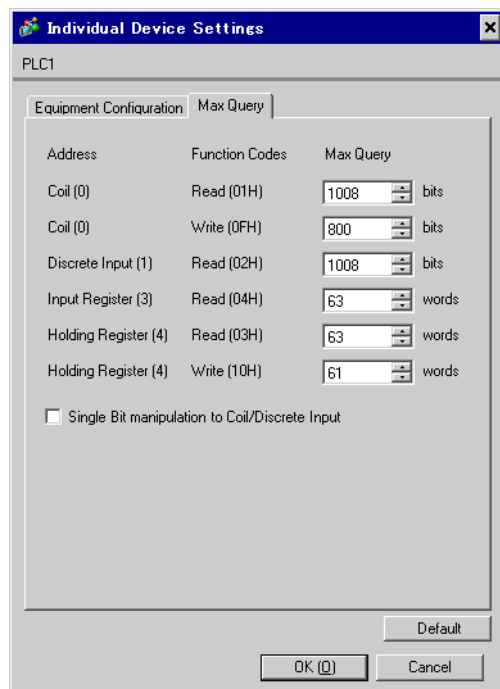 Individual Device Settings
PLC1
Equipment Configuration Max Query
Address Function Codes Max Query
Coil (0) Read (01H) 1008 bits
Coil (0) Write (0FH) 800 bits
Discrete Input (1) Read (02H) 1008 bits
Input Register (3) Read (04H) 63 words
Holding Register (4) Read (03H) 63 words
Holding Register (4) Write (10H) 61 words
Single Bit manipulation to Coil/Discrete Input
Default
OK (O) Cancel